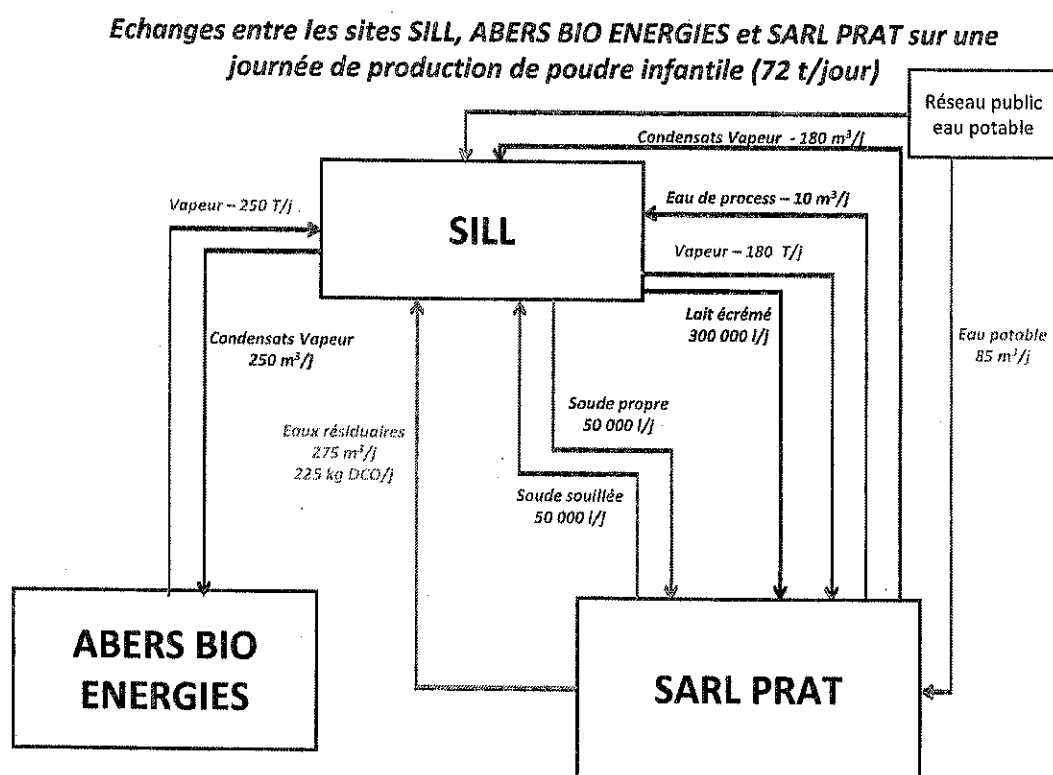 Echanges entre les sites SILL, ABERS BIO ENERGIES et SARL PRAT sur une
journée de production de poudre infantile (72 t/jour)
Réseau public
eau potable
Condensats Vapeur - 180 m³/j
Vapeur – 250 T/j
SILL
Eau de process – 10 m³/j
Vapeur – 180 T/j
Lait écrémé
300 000 l/j
Condensats Vapeur
250 m³/j
Eau potable
85 m³/j
Soude propre
50 000 l/j
Eaux résiduaires
275 m³/j
225 kg DCO/j
Soude souillée
50 000 l/j
ABERS BIO
ENERGIES
SARL PRAT